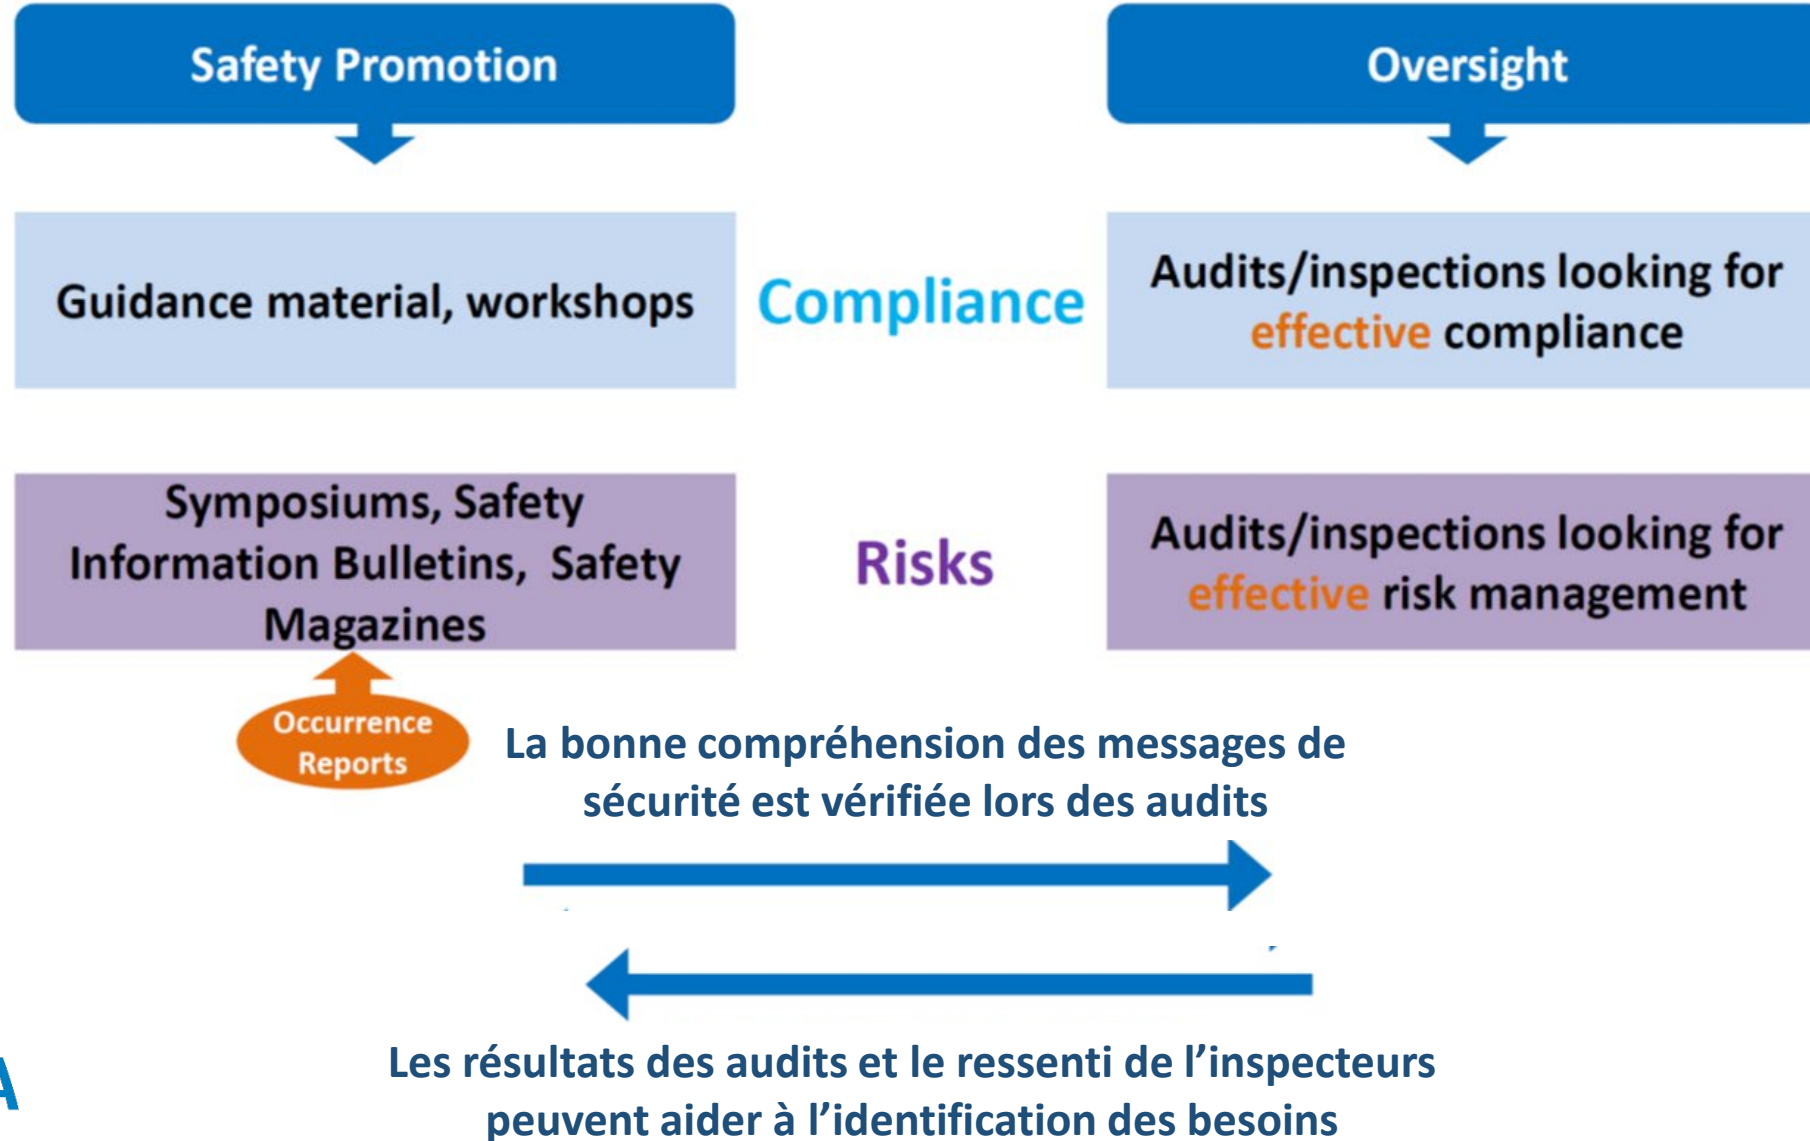 Safety Promotion
Oversight
Guidance material, workshops
Compliance
Audits/inspections looking for
effective compliance
Symposiums, Safety
Information Bulletins, Safety
Magazines
Risks
Audits/inspections looking for
effective risk management
Occurrence
Reports
La bonne compréhension des messages de
sécurité est vérifiée lors des audits
Les résultats des audits et le ressenti de l’inspecteurs
peuvent aider à l’identification des besoins
A